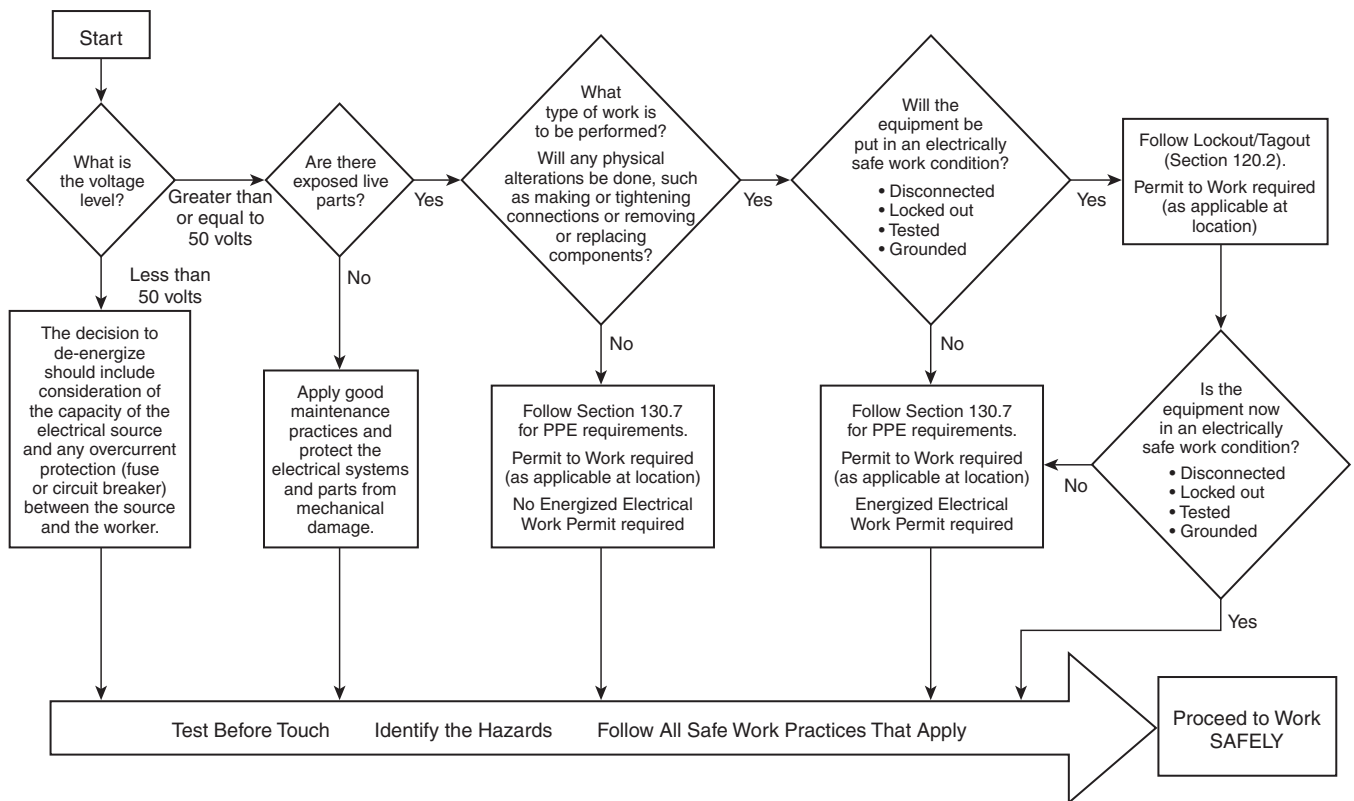 Start
What is
the voltage
level?
Greater than
or equal to
50 volts
Less than
50 volts
The decision to
de-energize
should include
consideration of
the capacity of the
electrical source
and any overcurrent
protection (fuse
or circuit breaker)
between the source
and the worker.
Are there
exposed live
parts?
Yes
No
Apply good
maintenance
practices and
protect the
electrical systems
and parts from
mechanical
damage.
What
type of work is
to be performed?
Will any physical
alterations be done, such
as making or tightening
connections or removing
or replacing
components?
Yes
No
Follow Section 130.7
for PPE requirements.
Permit to Work required
(as applicable at location)
No Energized Electrical
Work Permit required
Will the
equipment be
put in an electrically
safe work condition?
• Disconnected
• Locked out
• Tested
• Grounded
Yes
No
Follow Section 130.7
for PPE requirements.
Permit to Work required
(as applicable at location)
Energized Electrical
Work Permit required
Follow Lockout/Tagout
(Section 120.2).
Permit to Work required
(as applicable at
location)
Is the
equipment now
in an electrically
safe work condition?
• Disconnected
• Locked out
• Tested
• Grounded
No
Yes
Test Before Touch Identify the Hazards Follow All Safe Work Practices That Apply
Proceed to Work
SAFELY